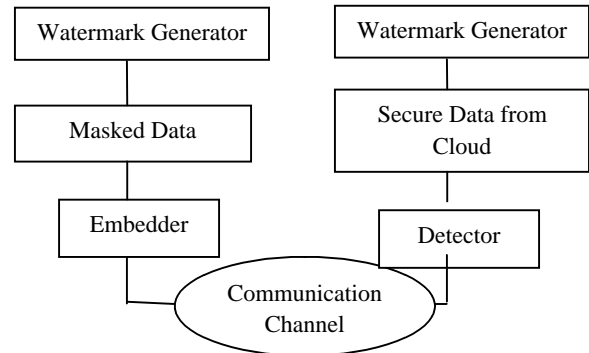 Watermark Generator
Masked Data
Embedder
Watermark Generator
Secure Data from
Cloud
Detector
Communication
Channel